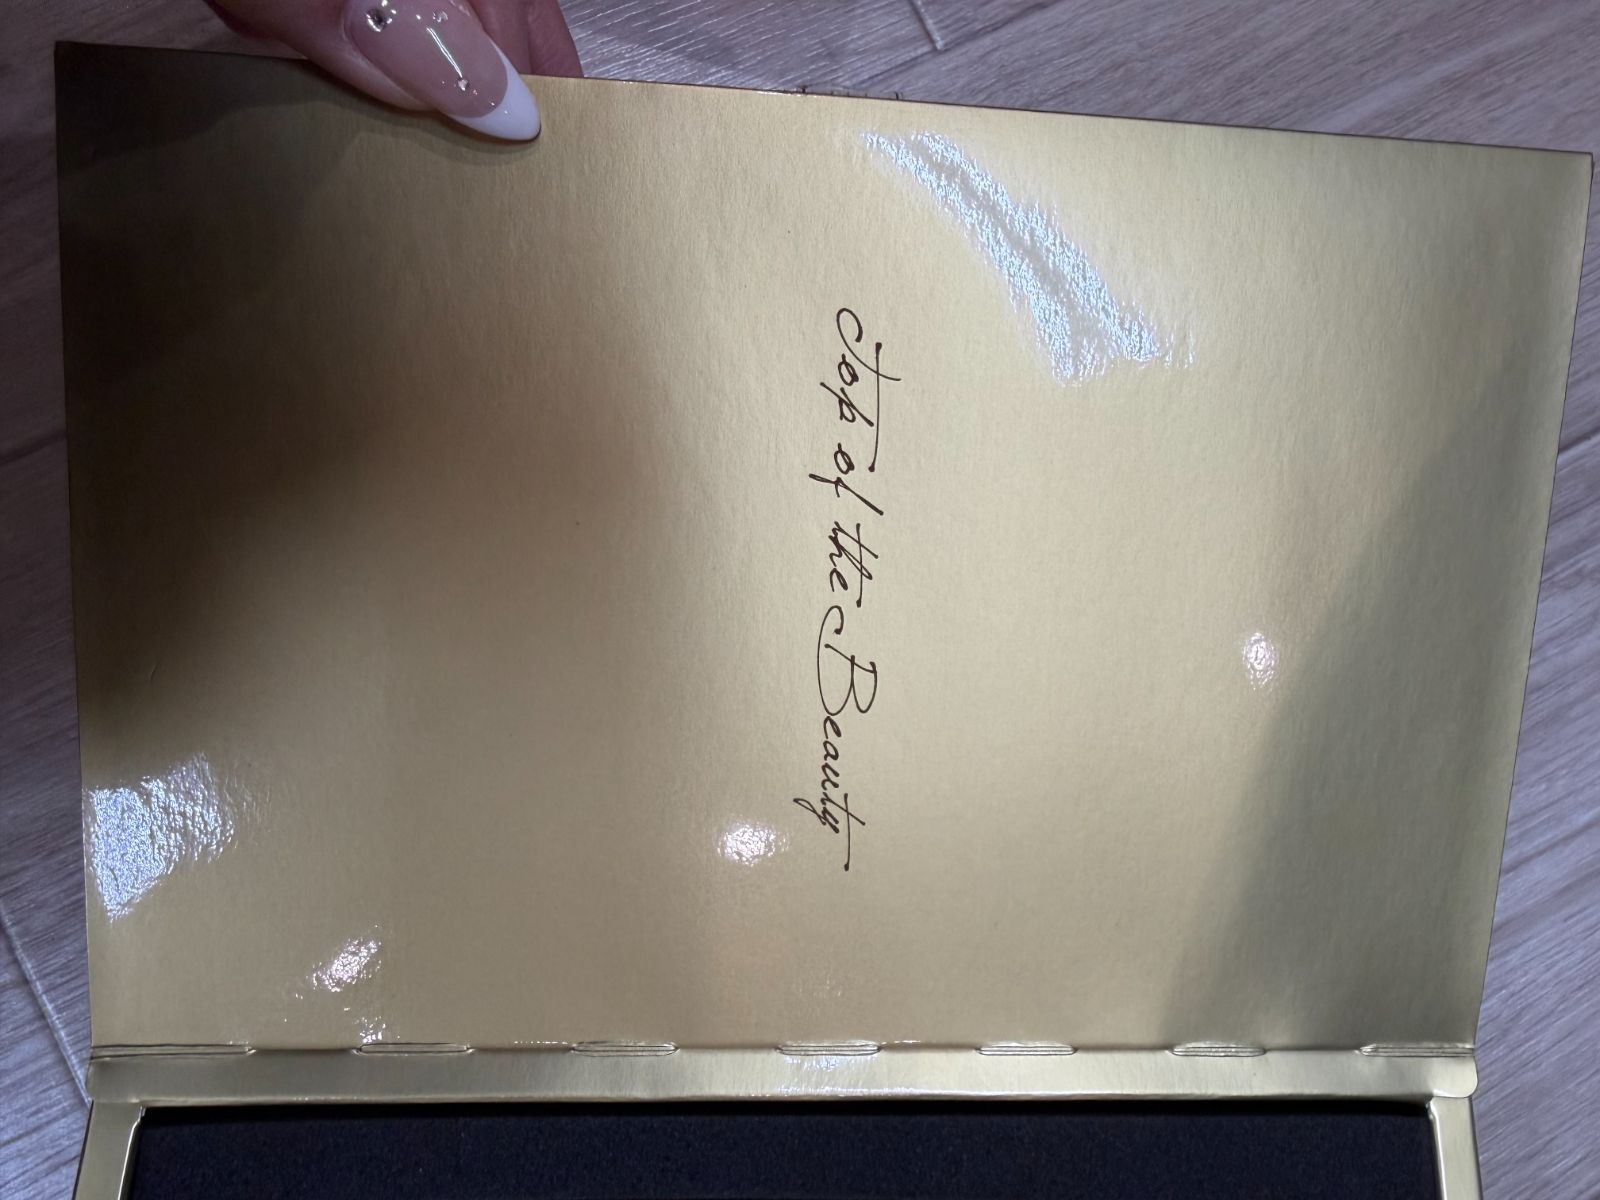 Top of the Beauty